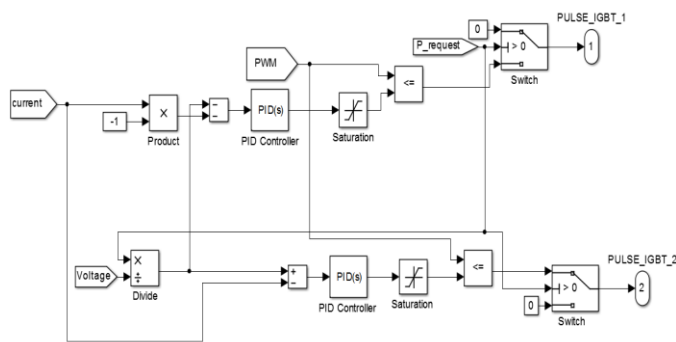 PULSE_IGBT_1
0
P_request
> 0
1
PWM
Switch
<=
current
PID(s)
-1
×
Saturation
Product
PID Controller
PULSE_IGBT_2
×
÷
Voltage
+
PID(s)
<=
> 0
2
Divide
PID Controller
Saturation
0
Switch